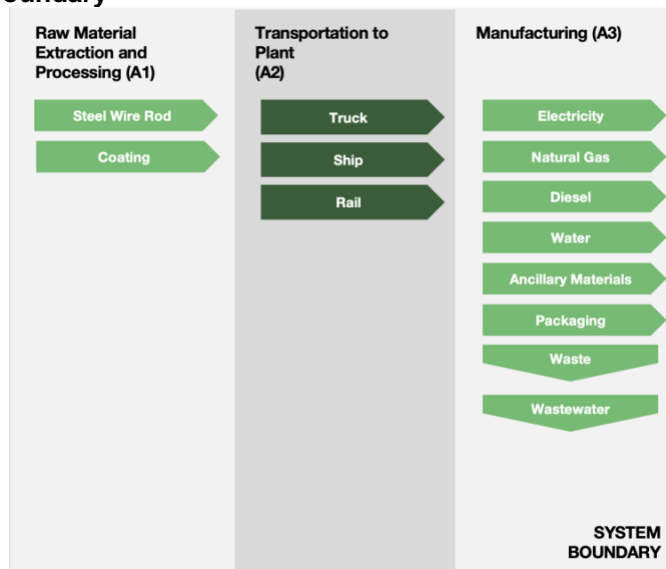 Raw Material
Extraction and
Processing (A1)
Steel Wire Rod
Coating
Transportation to
Plant
(A2)
Truck
Ship
Rail
Manufacturing (A3)
Electricity
Natural Gas
Diesel
Water
Ancillary Materials
Packaging
Waste
Wastewater
SYSTEM
BOUNDARY